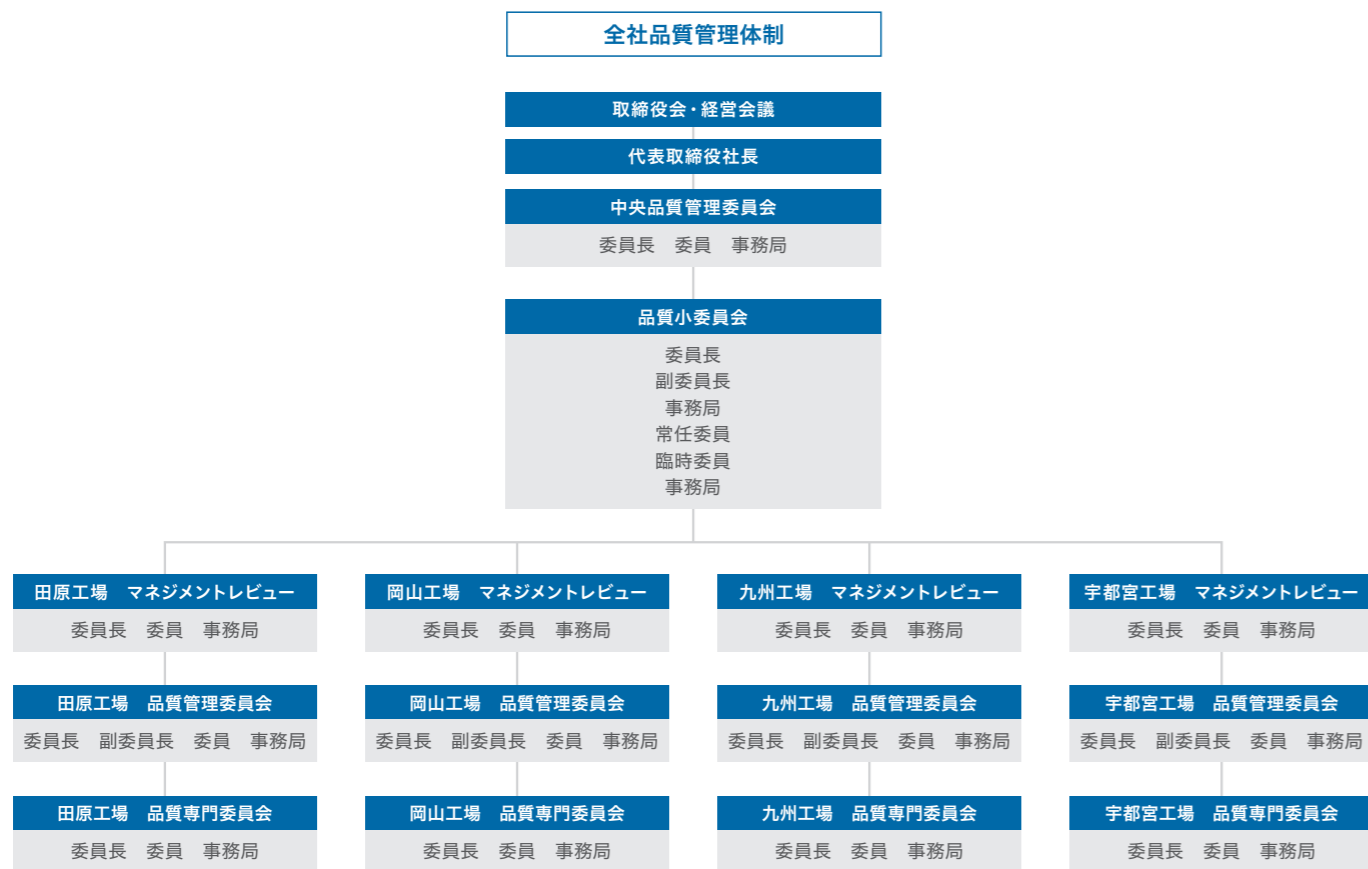 全社品質管理体制
取締役会・経営会議
代表取締役社長
中央品質管理委員会
委員長　委員　事務局
品質小委員会
委員長
副委員長
事務局
常任委員
臨時委員
事務局
田原工場　マネジメントレビュー
委員長　委員　事務局
田原工場　品質管理委員会
委員長　副委員長　委員　事務局
田原工場　品質専門委員会
委員長　委員　事務局
岡山工場　マネジメントレビュー
委員長　委員　事務局
岡山工場　品質管理委員会
委員長　副委員長　委員　事務局
岡山工場　品質専門委員会
委員長　委員　事務局
九州工場　マネジメントレビュー
委員長　委員　事務局
九州工場　品質管理委員会
委員長　副委員長　委員　事務局
九州工場　品質専門委員会
委員長　委員　事務局
宇都宮工場　マネジメントレビュー
委員長　委員　事務局
宇都宮工場　品質管理委員会
委員長　副委員長　委員　事務局
宇都宮工場　品質専門委員会
委員長　委員　事務局